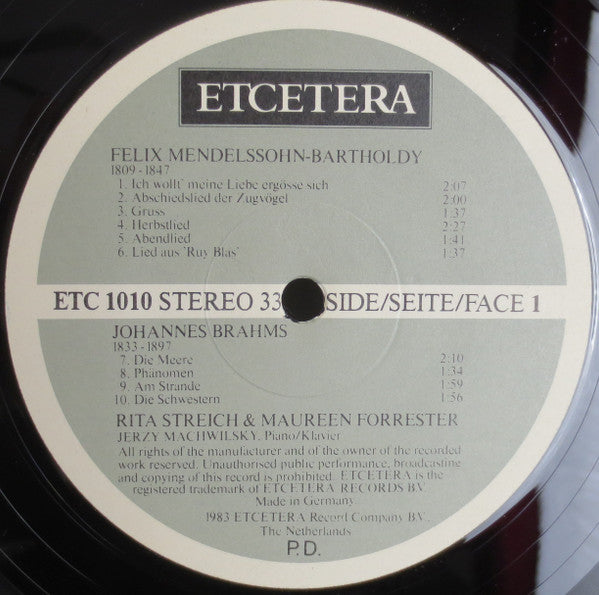 ETCETERA
FELIX MENDELSSOHN-BARTHOLDY
1809 - 1847
1. Ich wollt' meine Liebe ergösse sich 2:07
2. Abschiedslied der Zugvögel 2:00
3. Gruss 1:37
4. Herbstlied 2:27
5. Abendlied 1:41
6. Lied aus 'Ruy Blas' 1:37
ETC 1010 STEREO 33 SIDE/SEITE/FACE 1
JOHANNES BRAHMS
1833 - 1897
7. Die Meere 2:10
8. Phänomen 1:34
9. Am Strande 1:59
10. Die Schwestern 1:56
RITA STREICH & MAUREEN FORRESTER
JERZY MACHWILSKY, Piano/Klavier
All rights of the manufacturer and of the owner of the recorded
work reserved. Unauthorised public performance, broadcasting
and copying of this record is prohibited. ETCETERA is the
registered trademark of ETCETERA RECORDS B.V.
Made in Germany
1983 ETCETERA Record Company B.V.
The Netherlands
P.D.